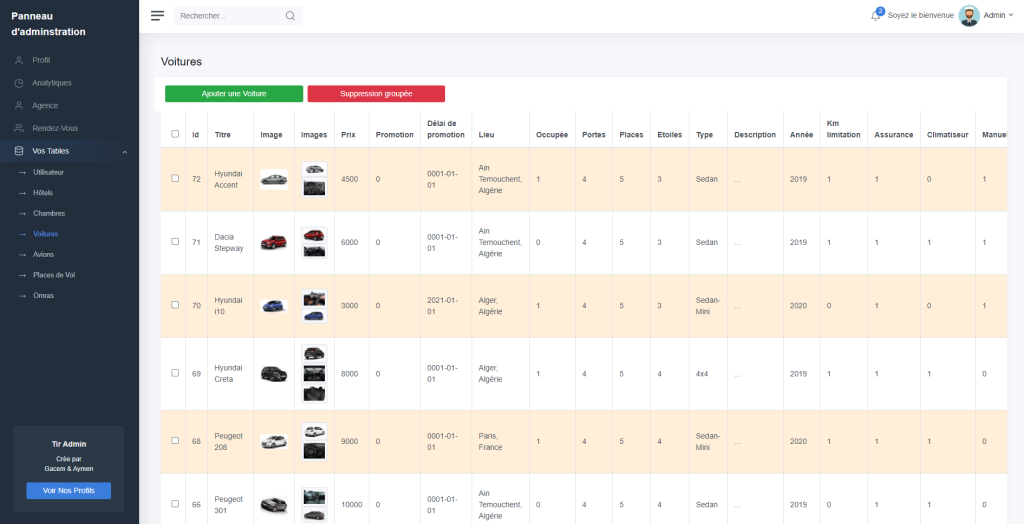 Panneau
d'adminstration
Rechercher...
2
Soyez le bienvenue
Admin
Profil
Analytiques
Agence
Rendez-Vous
Vos Tables
Utilisateur
Hôtels
Chambres
Voitures
Avions
Places de Vol
Omras
Tir Admin
Crée par
Gacem & Aymen
Voir Nos Profils
Voitures
Ajouter une Voiture
Suppression groupée
Id Titre Image Images Prix Promotion Délai de promotion Lieu Occupée Portes Places Etoiles Type Description Année Km limitation Assurance Climatiseur Manuel
72 Hyundai Accent 4500 0 0001-01-01 Ain Temouchent, Algérie 1 4 5 3 Sedan ... 2019 1 1 0 1
71 Dacia Stepway 6000 0 0001-01-01 Ain Temouchent, Algérie 0 4 5 3 Sedan ... 2019 1 1 1 1
70 Hyundai i10 3000 0 2021-01-01 Alger, Algérie 1 4 5 3 Sedan-Mini ... 2020 0 1 0 1
69 Hyundai Creta 8000 0 0001-01-01 Alger, Algérie 1 4 5 4 4x4 ... 2019 1 1 1 0
68 Peugeot 208 9000 0 0001-01-01 Paris, France 1 4 5 4 Sedan-Mini ... 2020 1 1 1 0
66 Peugeot 301 10000 0 0001-01-01 Ain Temouchent, Algérie 0 4 5 4 Sedan ... 2019 0 1 1 0